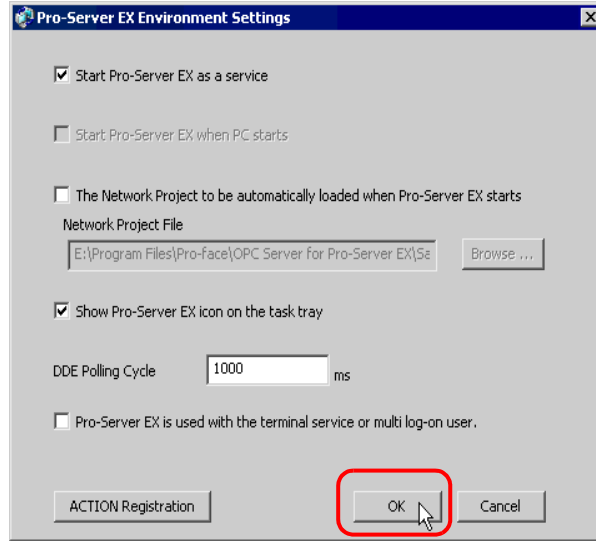 Pro-Server EX Environment Settings
Start Pro-Server EX as a service
Start Pro-Server EX when PC starts
The Network Project to be automatically loaded when Pro-Server EX starts
Network Project File
E:\Program Files\Pro-face\OPC Server for Pro-Server EX\Sa
Browse ...
Show Pro-Server EX icon on the task tray
DDE Polling Cycle 1000 ms
Pro-Server EX is used with the terminal service or multi log-on user.
ACTION Registration OK Cancel